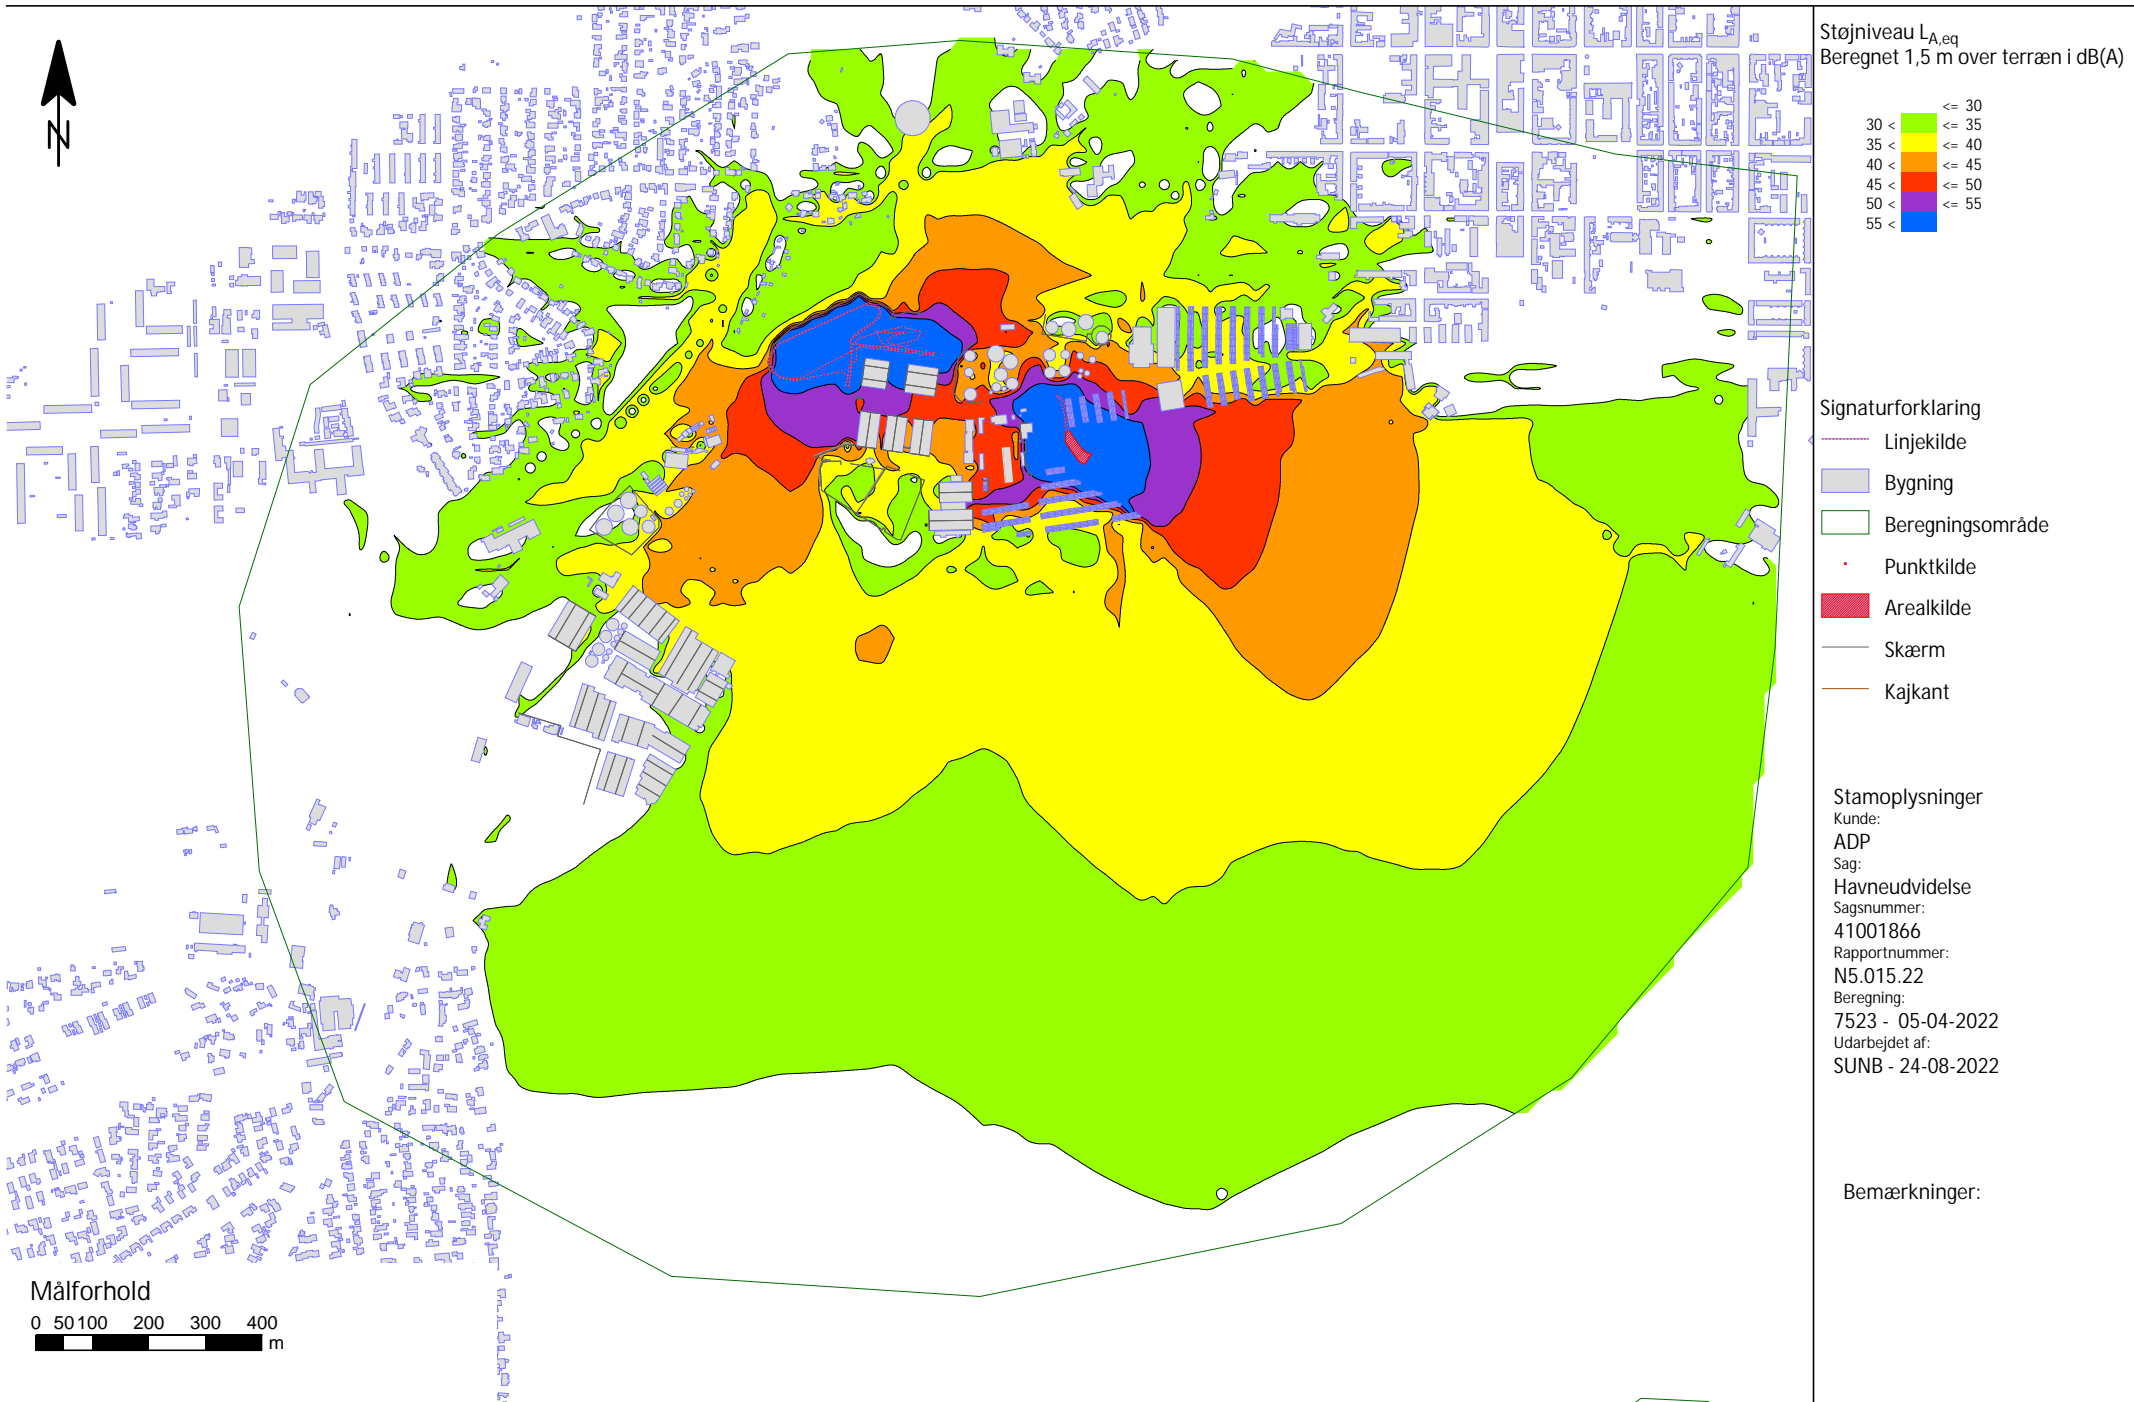 N
Støjniveau LA,eq
Beregnet 1,5 m over terræn i dB(A)
<= 30
30 < <= 35
35 < <= 40
40 < <= 45
45 < <= 50
50 < <= 55
55 <
Signaturforklaring
Linjekilde
Bygning
Beregningsområde
Punktkilde
Arealkilde
Skærm
Kajkant
Stamoplysninger
Kunde:
ADP
Sag:
Havneudvidelse
Sagsnummer:
41001866
Rapportnummer:
N5.015.22
Beregning:
7523 - 05-04-2022
Udarbejdet af:
SUNB - 24-08-2022
Bemærkninger:
Målforhold
0 50 100 200 300 400
m